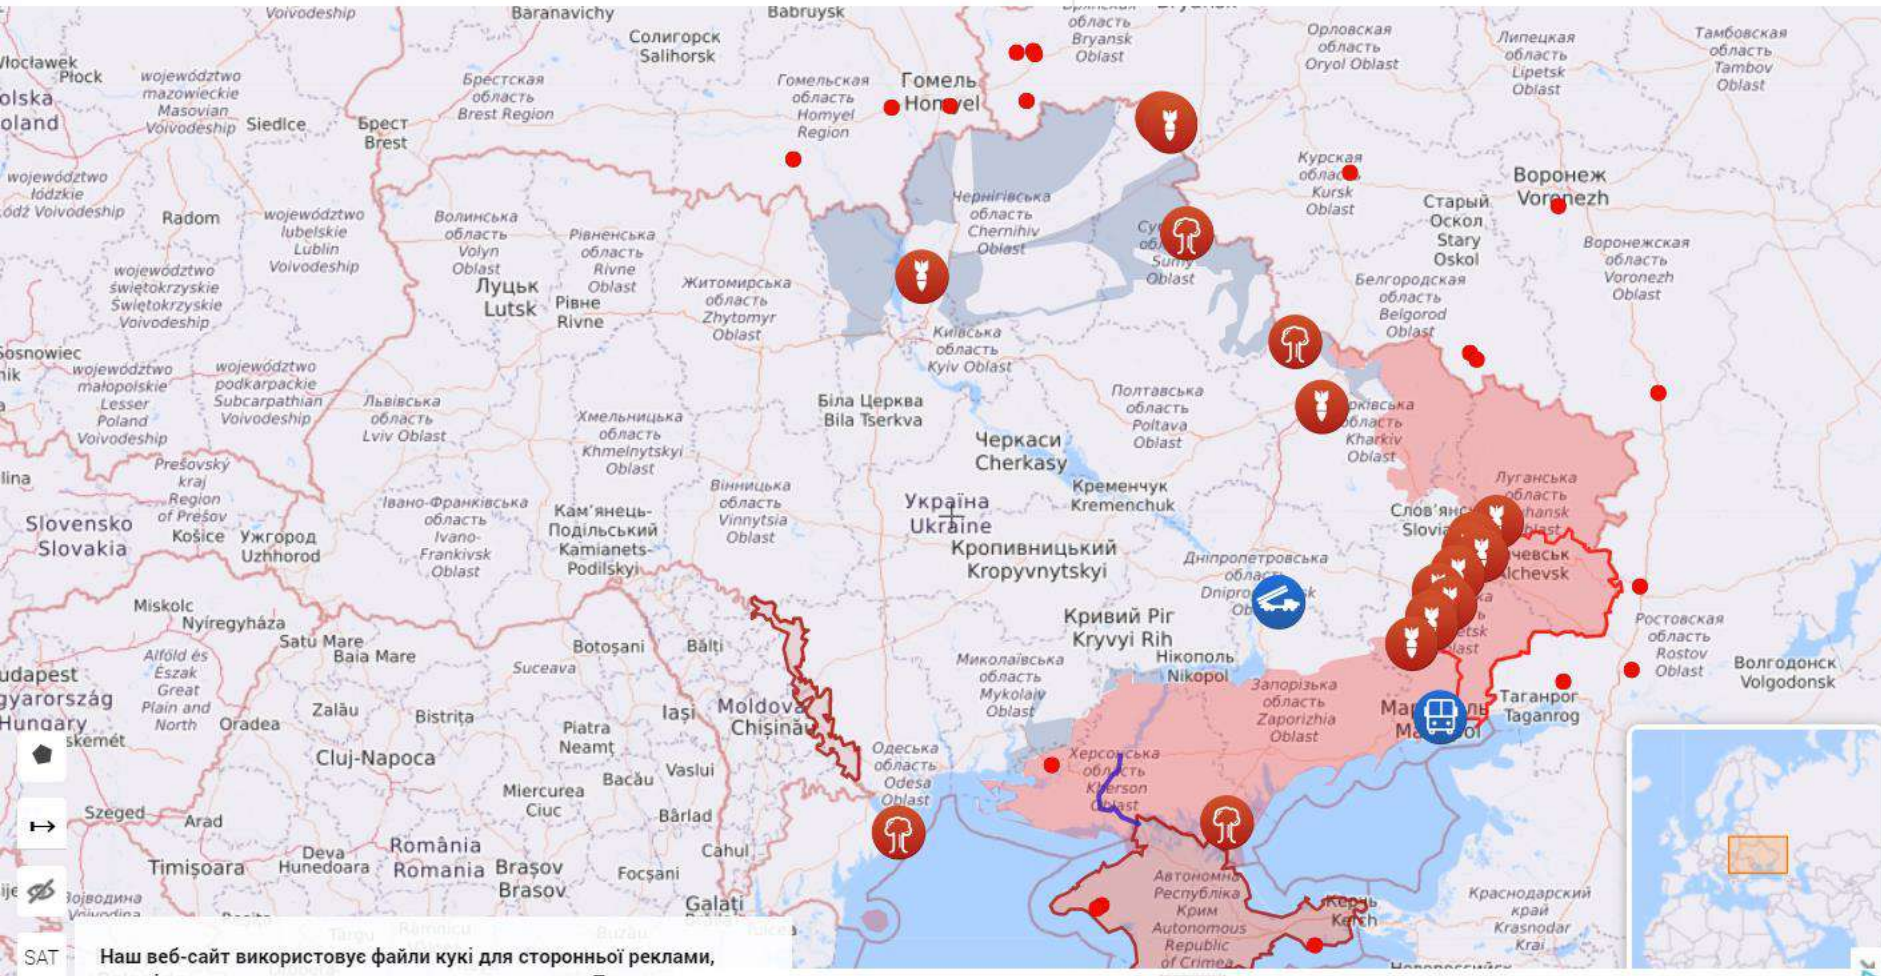 Voivodeship
Baranavichy
Babruysk
область
Bryansk
Oblast
Орловская
область
Oryol Oblast
Липецкая
область
Lipetsk
Oblast
Тамбовская
область
Tambov
Oblast
Солигорск
Salihorsk
Płock
województwo
mazowieckie
Masovian
Voivodeship
Siedlce
Брест
Brest
Брестская
область
Brest Region
Гомельская
область
Homyel
Region
Гомель
Homyel
województwo
łódzkie
Radom
województwo
lubelskie
Lublin
Voivodeship
Волинська
область
Volyn
Oblast
Рівненська
область
Rivne
Oblast
Чернігівська
область
Chernihiv
Oblast
Курская
область
Kursk
Oblast
Старый
Оскол
Stary
Oskol
Воронеж
Voronezh
Воронежская
область
Voronezh
Oblast
województwo
świętokrzyskie
Świętokrzyskie
Voivodeship
Луцьк
Lutsk
Рівне
Rivne
Житомирська
область
Zhytomyr
Oblast
Sumy
Oblast
Белгородская
область
Belgorod
Oblast
Київська
область
Kyiv Oblast
Sosnowiec
województwo
małopolskie
Lesser
Poland
Voivodeship
województwo
podkarpackie
Subcarpathian
Voivodeship
Львівська
область
Lviv Oblast
Хмельницька
область
Khmelnytskyi
Oblast
Біла Церква
Bila Tserkva
Полтавська
область
Poltava
Oblast
Kharkiv
Oblast
Черкаси
Cherkasy
Prešovský
kraj
Region
of Prešov
Košice
Slovensko
Slovakia
Ужгород
Uzhhorod
Івано-Франківська
область
Ivano-
Frankivsk
Oblast
Кам'янець-
Подільський
Kamianets-
Podilskyi
Вінницька
область
Vinnytsia
Oblast
Україна
Ukraine
Кременчук
Kremenchuk
Луганська
область
Кропивницький
Kropyvnytskyi
Дніпропетровська
Alchevsk
Miskolc
Nyíregyháza
Satu Mare
Baia Mare
Botoșani
Bălți
Suceava
Кривий Ріг
Kryvyi Rih
Нікополь
Nikopol
Миколаївська
область
Mykolaiv
Oblast
Запорізька
область
Zaporizhia
Oblast
Ростовская
область
Rostov
Oblast
Волгодонск
Volgodonsk
Таганрог
Taganrog
Alföld és
Észak
Great
Plain and
North
Oradea
Zalău
Bistrița
Piatra
Neamț
Iași
Moldova
Chișinău
Cluj-Napoca
Одеська
область
Odesa
Oblast
Херсонська
область
Kherson
Oblast
Miercurea
Ciuc
Bacău
Vaslui
Bârlad
Szeged
Arad
Timișoara
Deva
Hunedoara
România
Romania
Brașov
Brasov
Focșani
Cahul
Galați
Автономна
Республіка
Крим
Autonomous
Republic
of Crimea
Керчь
Kerch
Краснодарский
край
Krasnodar
Krai
SAT
Наш веб-сайт використовує файли кукі для сторонньої реклами,